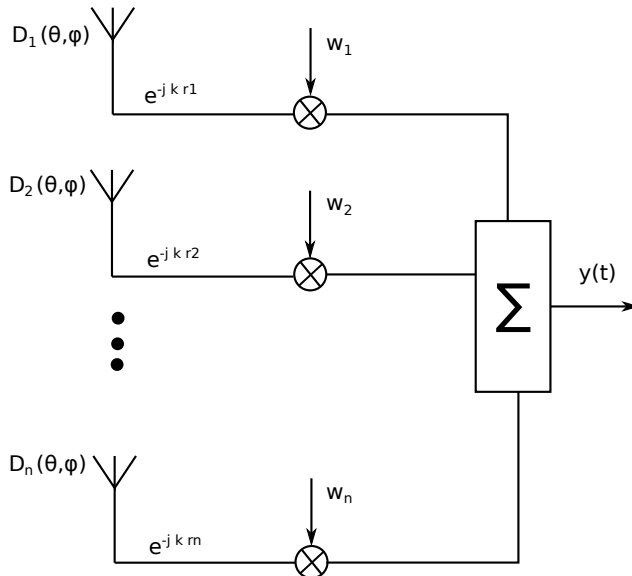 D₁(θ,φ)
w₁
e^-j k r1
D₂(θ,φ)
w₂
e^-j k r2
Σ
y(t)
Dₙ(θ,φ)
wₙ
e^-j k rn